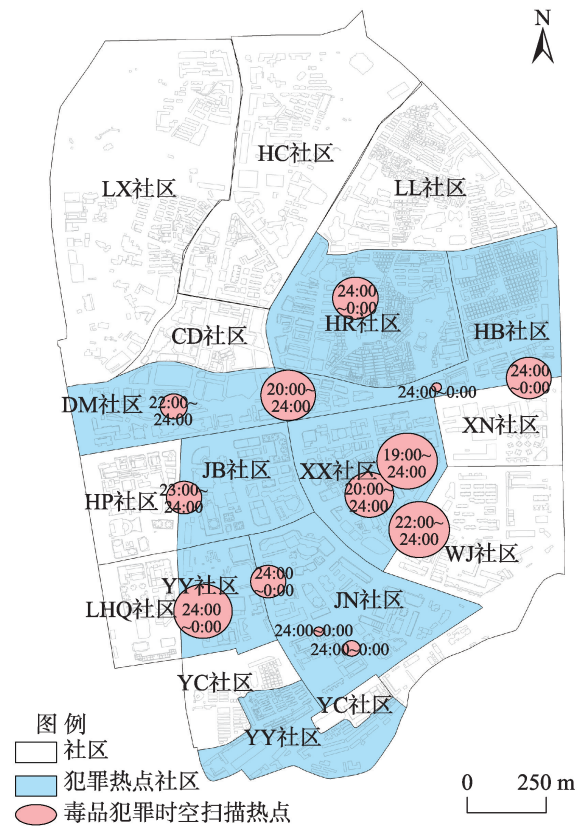 N
HC社区
LX社区
LL社区
24:00
~0:00
HR社区
HB社区
CD社区
24:00
~0:00
20:00~
24:00
24:00~0:00
DM社区
22:00~
24:00
XN社区
19:00~
24:00
JB社区
XX社区
20:00~
24:00
HP社区
23:00~
24:00
22:00~
24:00
WJ社区
24:00
~0:00
YY社区
JN社区
LHQ社区
24:00
~0:00
24:00~0:00
24:00~0:00
YC社区
YC社区
YY社区
图 例
社区
犯罪热点社区
毒品犯罪时空扫描热点
0 250 m